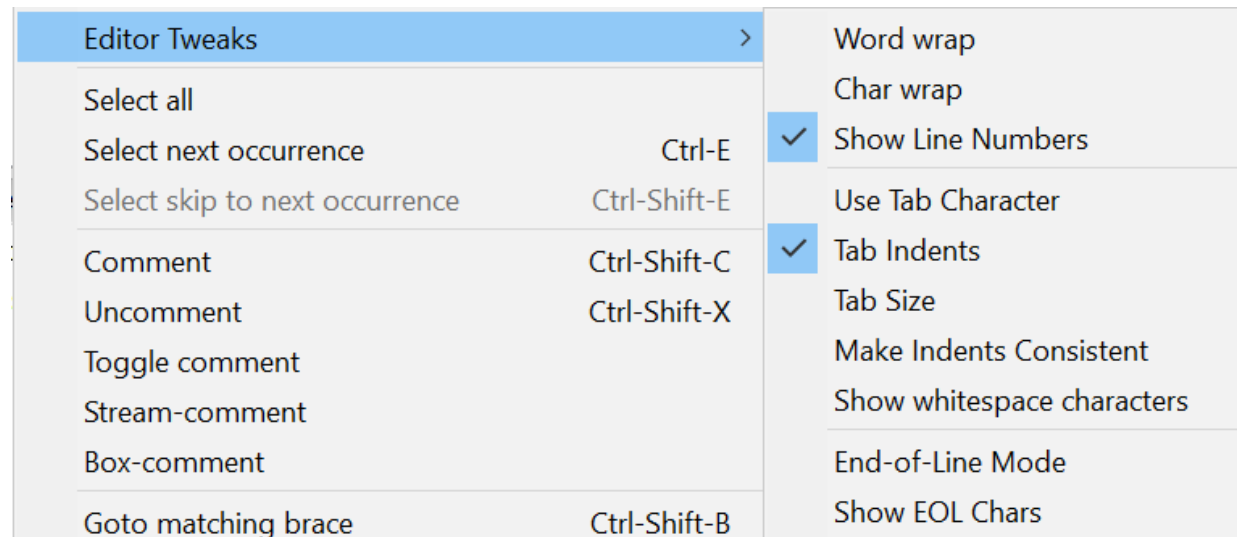 Editor Tweaks >
Select all
Select next occurrence Ctrl-E
Select skip to next occurrence Ctrl-Shift-E
Comment Ctrl-Shift-C
Uncomment Ctrl-Shift-X
Toggle comment
Stream-comment
Box-comment
Goto matching brace Ctrl-Shift-B
Word wrap
Char wrap
Show Line Numbers
Use Tab Character
Tab Indents
Tab Size
Make Indents Consistent
Show whitespace characters
End-of-Line Mode
Show EOL Chars